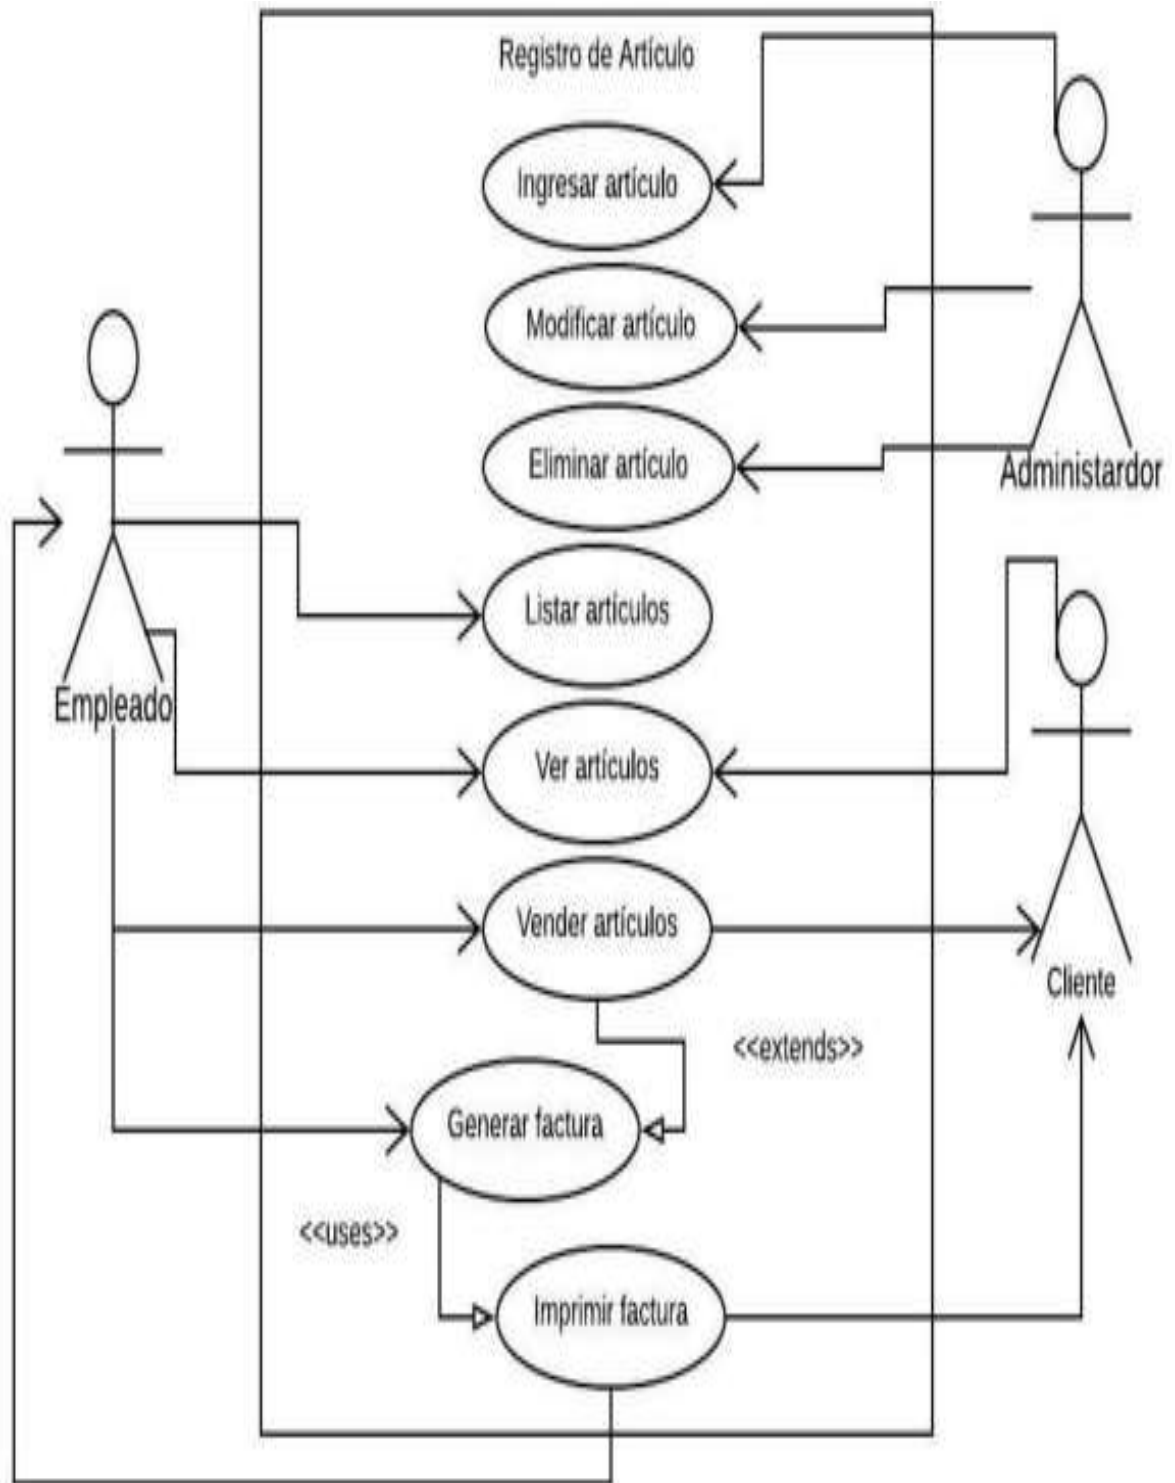 Registro de Artículo
Ingresar artículo
Modificar artículo
Eliminar artículo
Administardor
Listar artículos
Empleado
Ver artículos
Vender artículos
Cliente
<<extends>>
Generar factura
<<uses>>
Imprimir factura